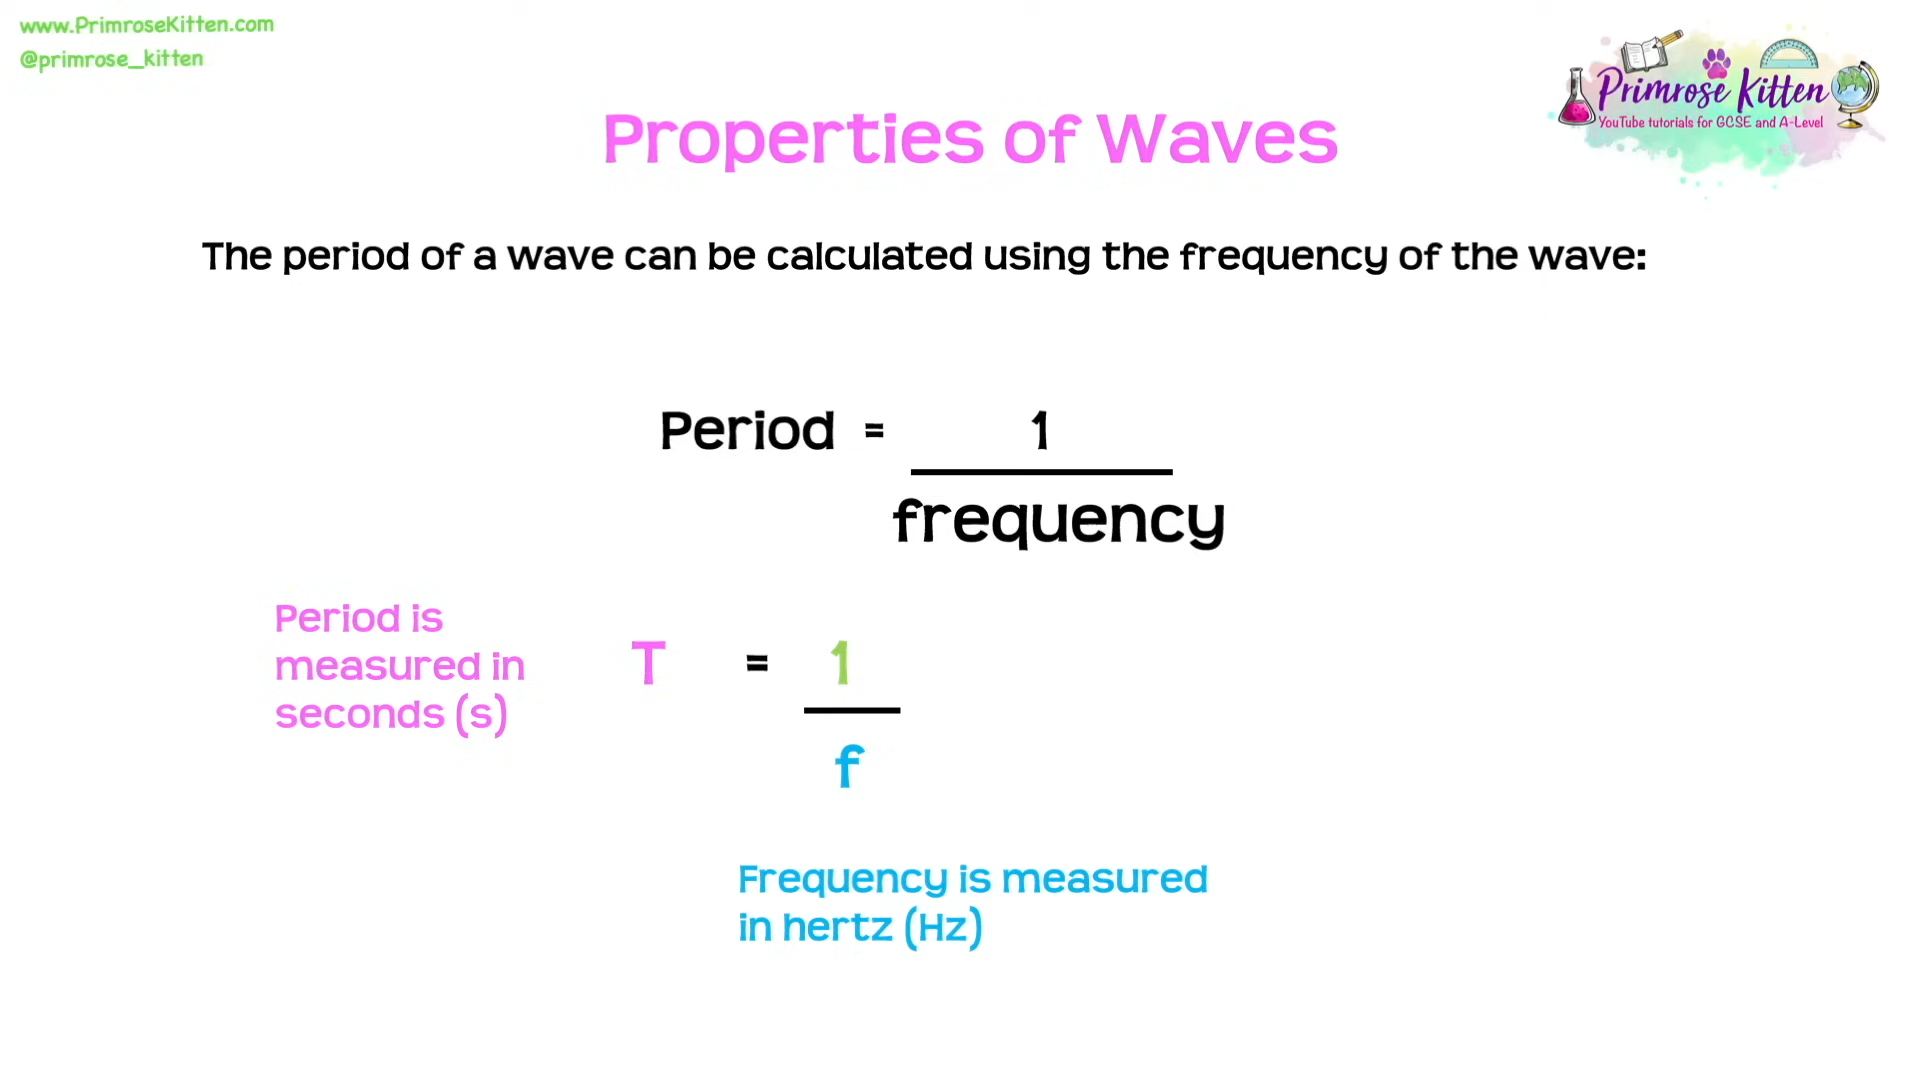 www.PrimroseKitten.com
@primrose_kitten
Primrose Kitten
YouTube tutorials for GCSE and A-Level
Properties of Waves
The period of a wave can be calculated using the frequency of the wave:
Period = 1
frequency
Period is
measured in
seconds (s)
T = 1
f
Frequency is measured
in hertz (Hz)